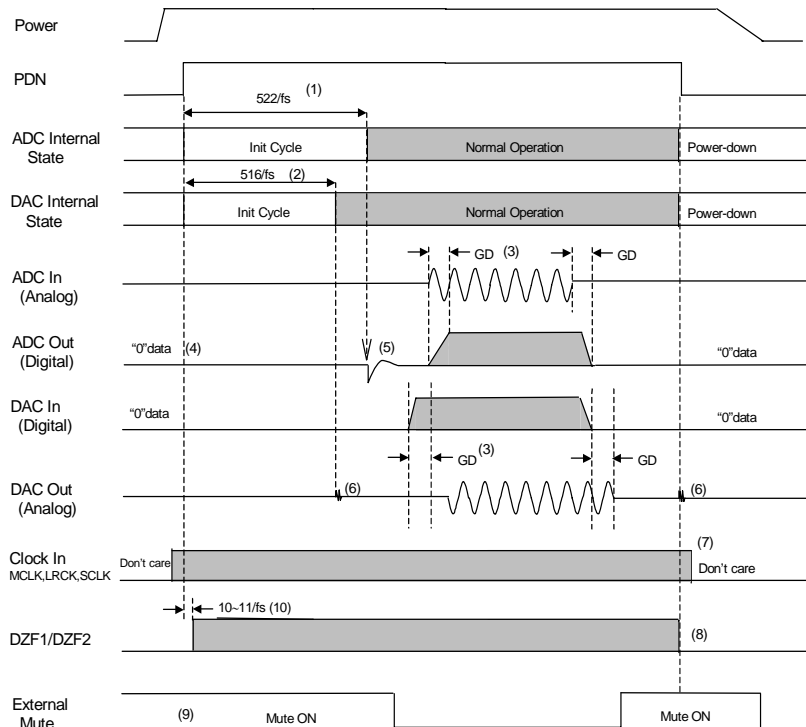 Power
PDN
522/fs (1)
ADC Internal State
Init Cycle
Normal Operation
Power-down
516/fs (2)
DAC Internal State
Init Cycle
Normal Operation
Power-down
GD (3)
GD
ADC In (Analog)
ADC Out (Digital)
“0”data (4)
(5)
“0”data
DAC In (Digital)
“0”data
“0”data
GD (3)
GD
DAC Out (Analog)
(6)
(6)
Clock In
MCLK,LRCK,SCLK
Don’t care
(7)
Don’t care
10~11/fs (10)
DZF1/DZF2
(8)
External Mute
(9)
Mute ON
Mute ON